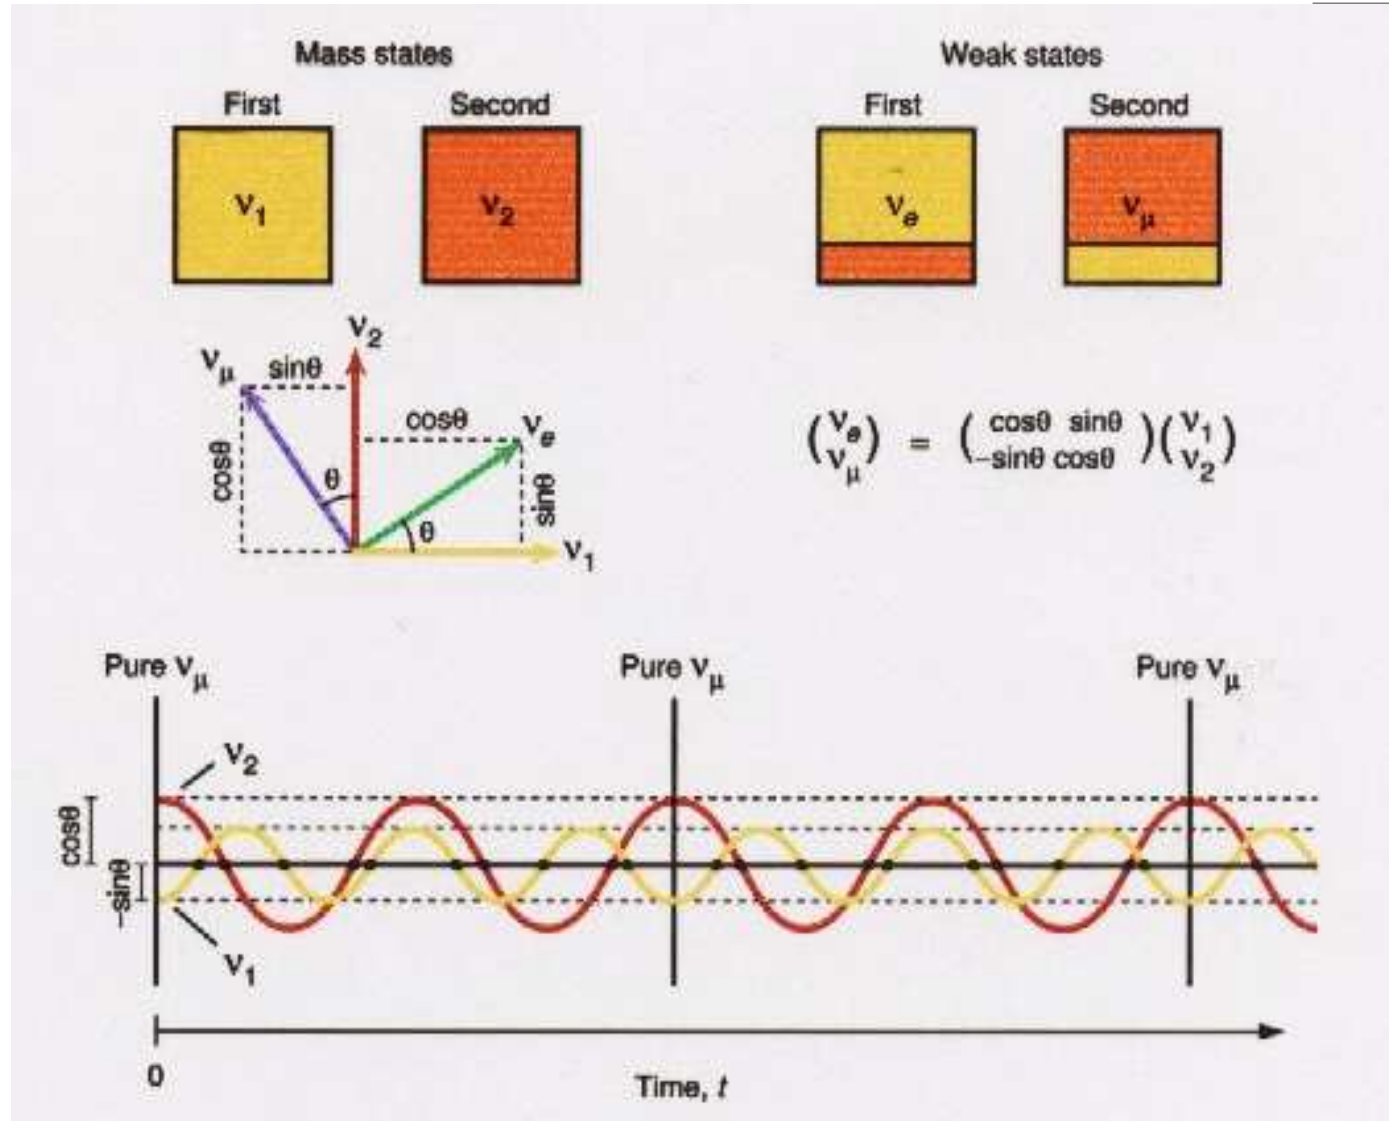 Mass states
Weak states
First Second
First Second
ν1
ν2
νe
νμ
ν2
νμ
sinθ
cosθ
νe
cosθ
θ
sinθ
θ
ν1
(νe νμ) = (cosθ sinθ -sinθ cosθ)(ν1 ν2)
Pure νμ
Pure νμ
Pure νμ
ν2
cosθ
-sinθ
ν1
0
Time, t